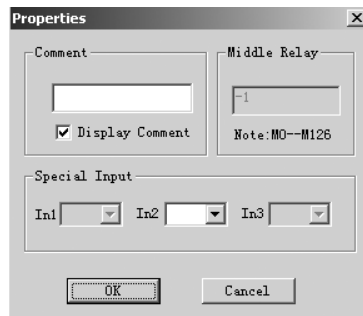 Properties
Comment
Middle Relay
-1
Display Comment
Note:M0--M126
Special Input
In1 In2 In3
OK Cancel